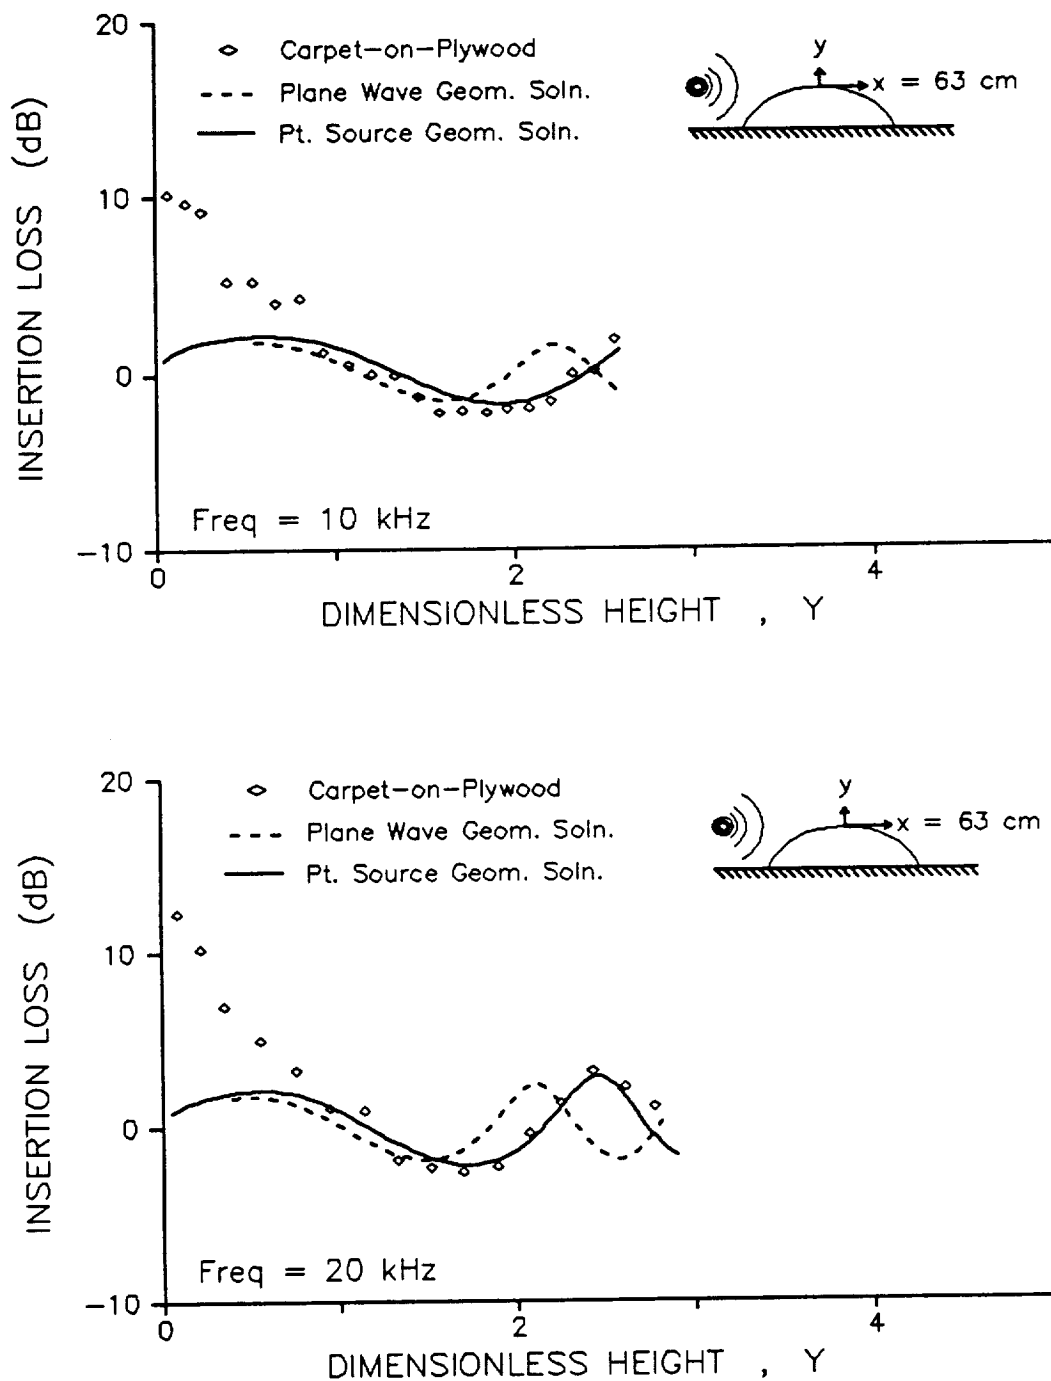 20
Carpet-on-Plywood
Plane Wave Geom. Soln.
Pt. Source Geom. Soln.
y
x = 63 cm
10
0
-10
INSERTION LOSS (dB)
Freq = 10 kHz
0 2 4
DIMENSIONLESS HEIGHT , Y
20
Carpet-on-Plywood
Plane Wave Geom. Soln.
Pt. Source Geom. Soln.
y
x = 63 cm
10
0
-10
INSERTION LOSS (dB)
Freq = 20 kHz
0 2 4
DIMENSIONLESS HEIGHT , Y